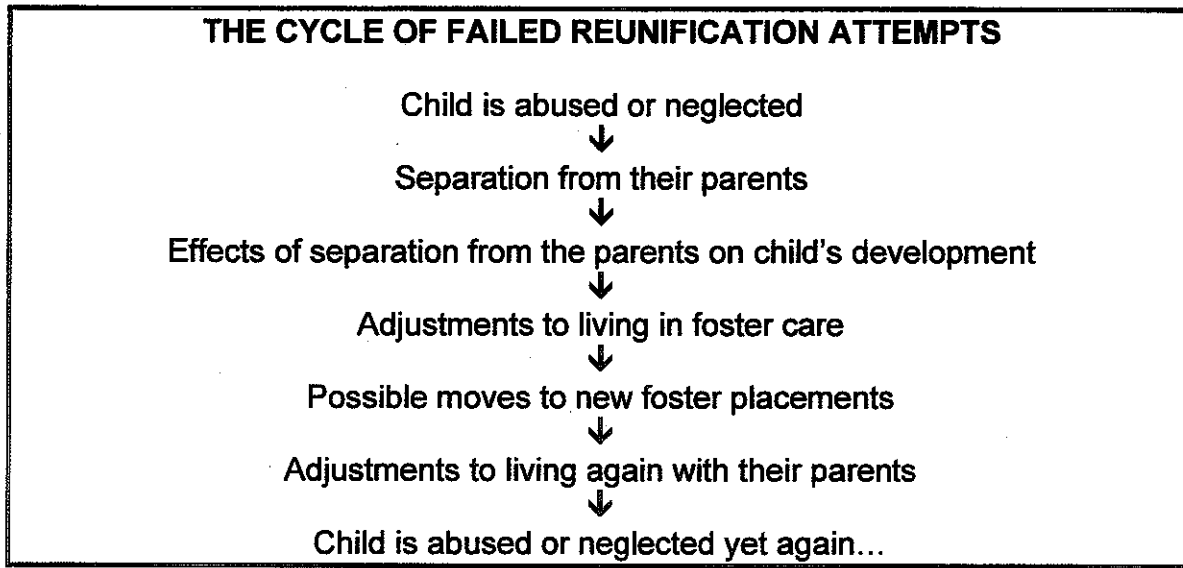 THE CYCLE OF FAILED REUNIFICATION ATTEMPTS
Child is abused or neglected
↓
Separation from their parents
↓
Effects of separation from the parents on child's development
↓
Adjustments to living in foster care
↓
Possible moves to new foster placements
↓
Adjustments to living again with their parents
↓
Child is abused or neglected yet again...